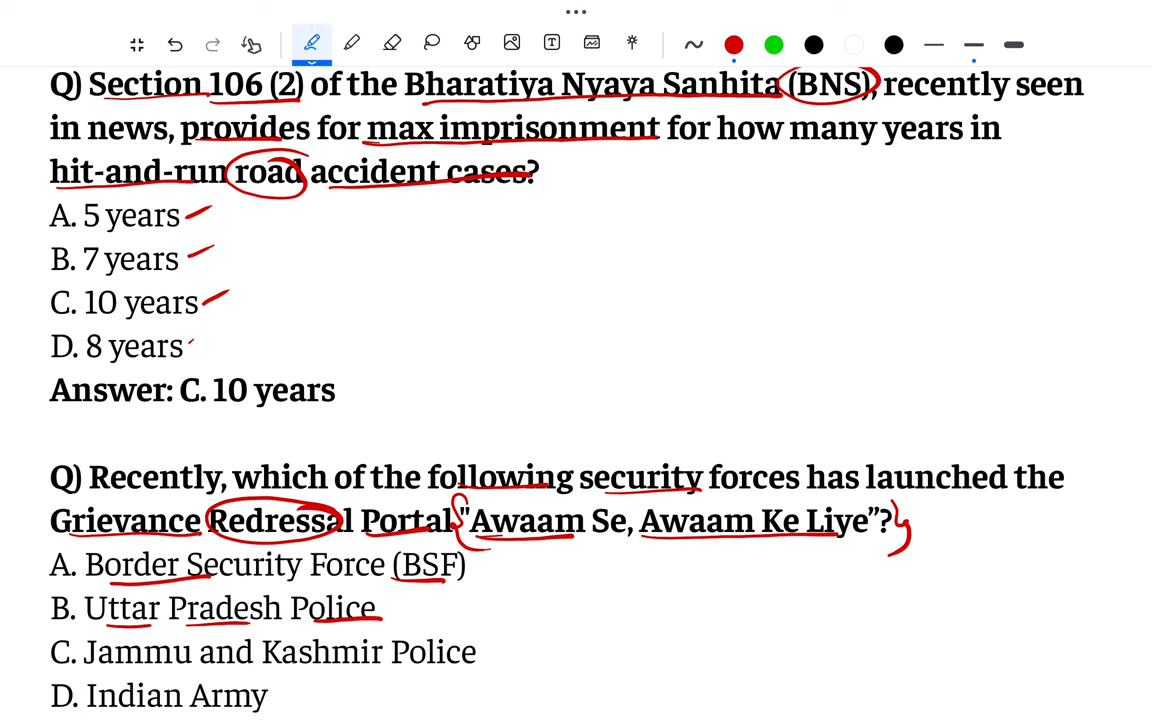 Q) Section 106 (2) of the Bharatiya Nyaya Sanhita (BNS), recently seen
in news, provides for max imprisonment for how many years in
hit-and-run road accident cases?
A. 5 years
B. 7 years
C. 10 years
D. 8 years
Answer: C. 10 years
Q) Recently, which of the following security forces has launched the
Grievance Redressal Portal "Awaam Se, Awaam Ke Liye”?
A. Border Security Force (BSF)
B. Uttar Pradesh Police
C. Jammu and Kashmir Police
D. Indian Army